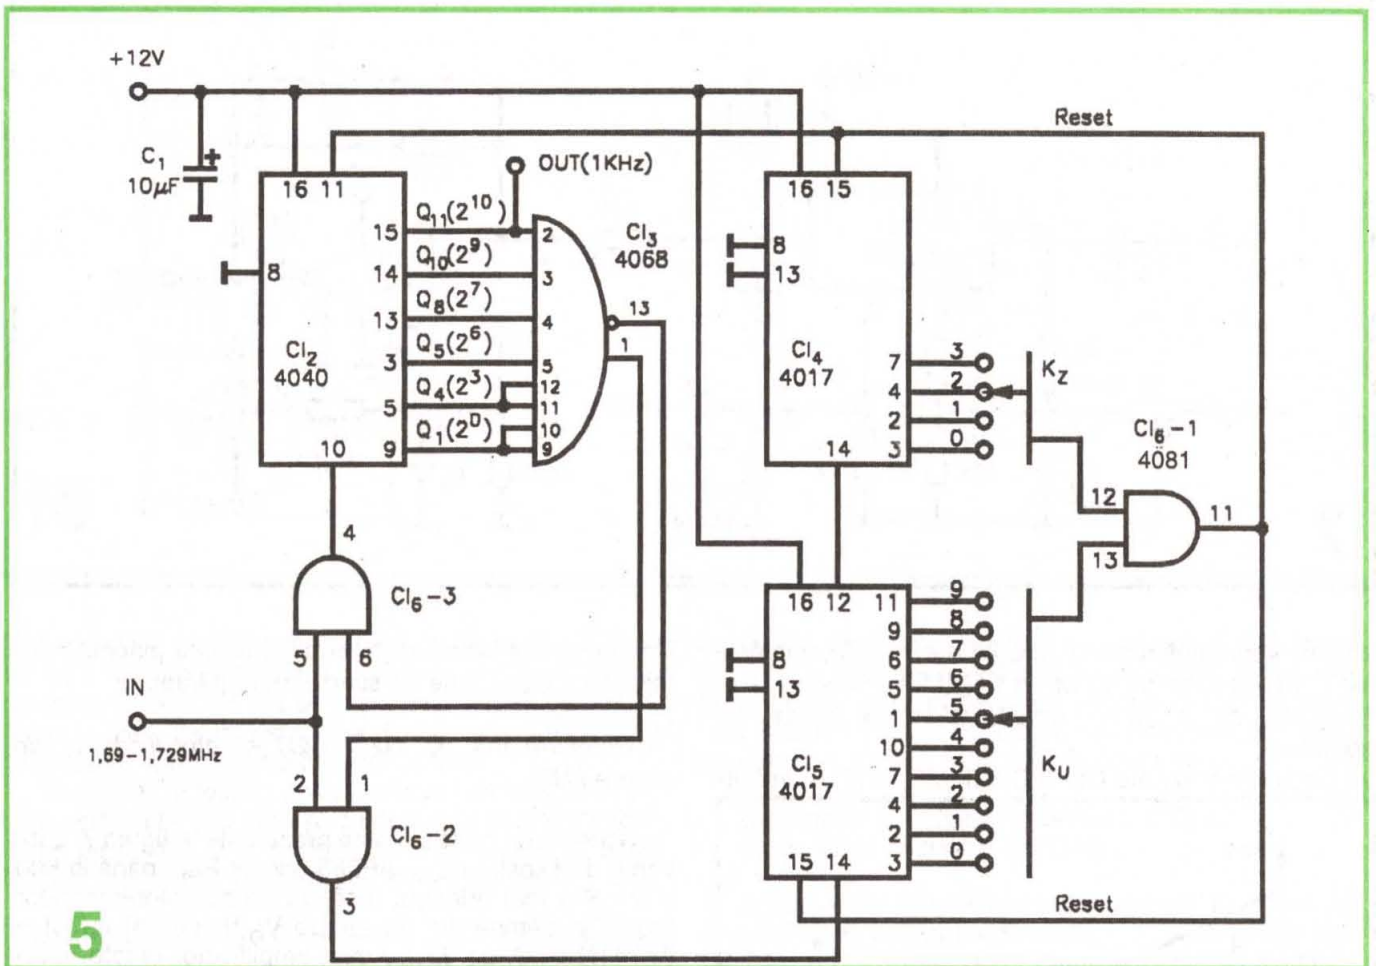 +12V
Reset
C1
10µF
+
16 11
OUT(1KHz)
16 15
Q11(2^10)
15
2
CI3
4068
8
8
Q10(2^9)
14
3
13
13
Q8(2^7)
13
4
1
CI2
4040
Q5(2^6)
3
5
12
CI4
4017
7 3
KZ
4 2
Q4(2^3)
5
11
2 1
Q1(2^0)
10
9
9
10
14
3 0
CI6-1
4081
12
11
13
4
CI6-3
16 12 11 9
9 8
5 6
8
6 7
13
5 6
IN
1 5
1,69-1,729MHz
10 4
2 1
CI5
4017
7 3
KU
4 2
CI6-2
2 1
15 14
3 0
3
Reset
5